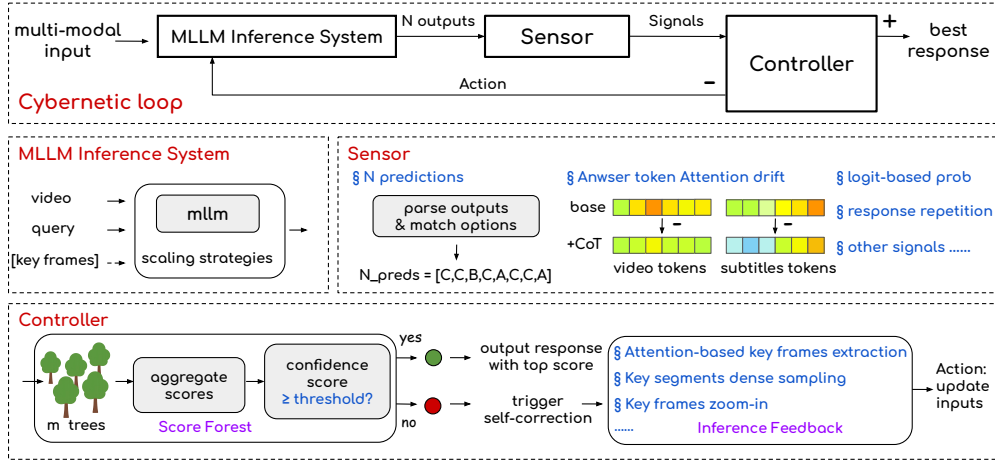 multi-modal
input
MLLM Inference System
N outputs
Sensor
Signals
Controller
+
best
response
−
Action
Cybernetic loop
MLLM Inference System
video
query
[key frames]
mllm
scaling strategies
Sensor
§ N predictions
parse outputs
& match options
N_preds = [C,C,B,C,A,C,C,A]
§ Anwser token Attention drift
base
−
−
+CoT
video tokens
subtitles tokens
§ logit-based prob
§ response repetition
§ other signals ......
Controller
m trees
aggregate
scores
Score Forest
confidence
score
≥ threshold?
yes
no
output response
with top score
trigger
self-correction
§ Attention-based key frames extraction
§ Key segments dense sampling
§ Key frames zoom-in
......
Inference Feedback
Action:
update
inputs